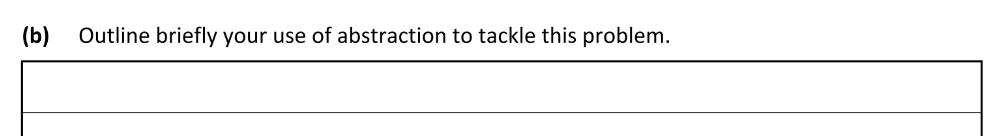 (b) Outline briefly your use of abstraction to tackle this problem.